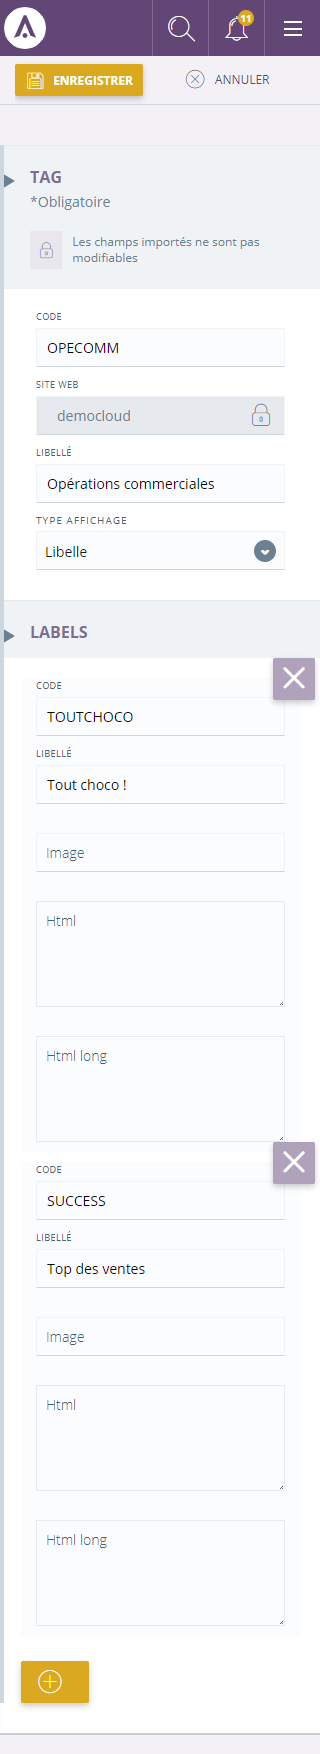 11
ENREGISTRER
ANNULER
TAG
*Obligatoire
Les champs importés ne sont pas
modifiables
CODE
OPECOMM
SITE WEB
democloud
LIBELLÉ
Opérations commerciales
TYPE AFFICHAGE
Libelle
LABELS
CODE
TOUTCHOCO
LIBELLÉ
Tout choco !
Image
Html
Html long
CODE
SUCCESS
LIBELLÉ
Top des ventes
Image
Html
Html long